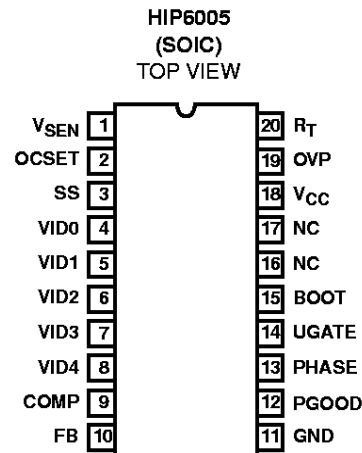 HIP6005
(SOIC)
TOP VIEW
VSEN 1 20 RT
OCSET 2 19 OVP
SS 3 18 VCC
VID0 4 17 NC
VID1 5 16 NC
VID2 6 15 BOOT
VID3 7 14 UGATE
VID4 8 13 PHASE
COMP 9 12 PGOOD
FB 10 11 GND